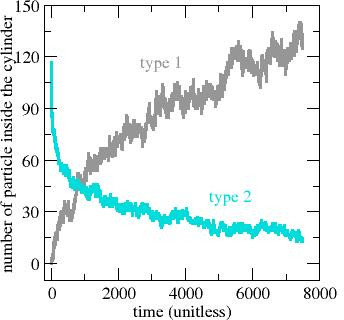 150
120
90
60
30
0
number of particle inside the cylinder
type 1
type 2
0 2000 4000 6000 8000
time (unitless)